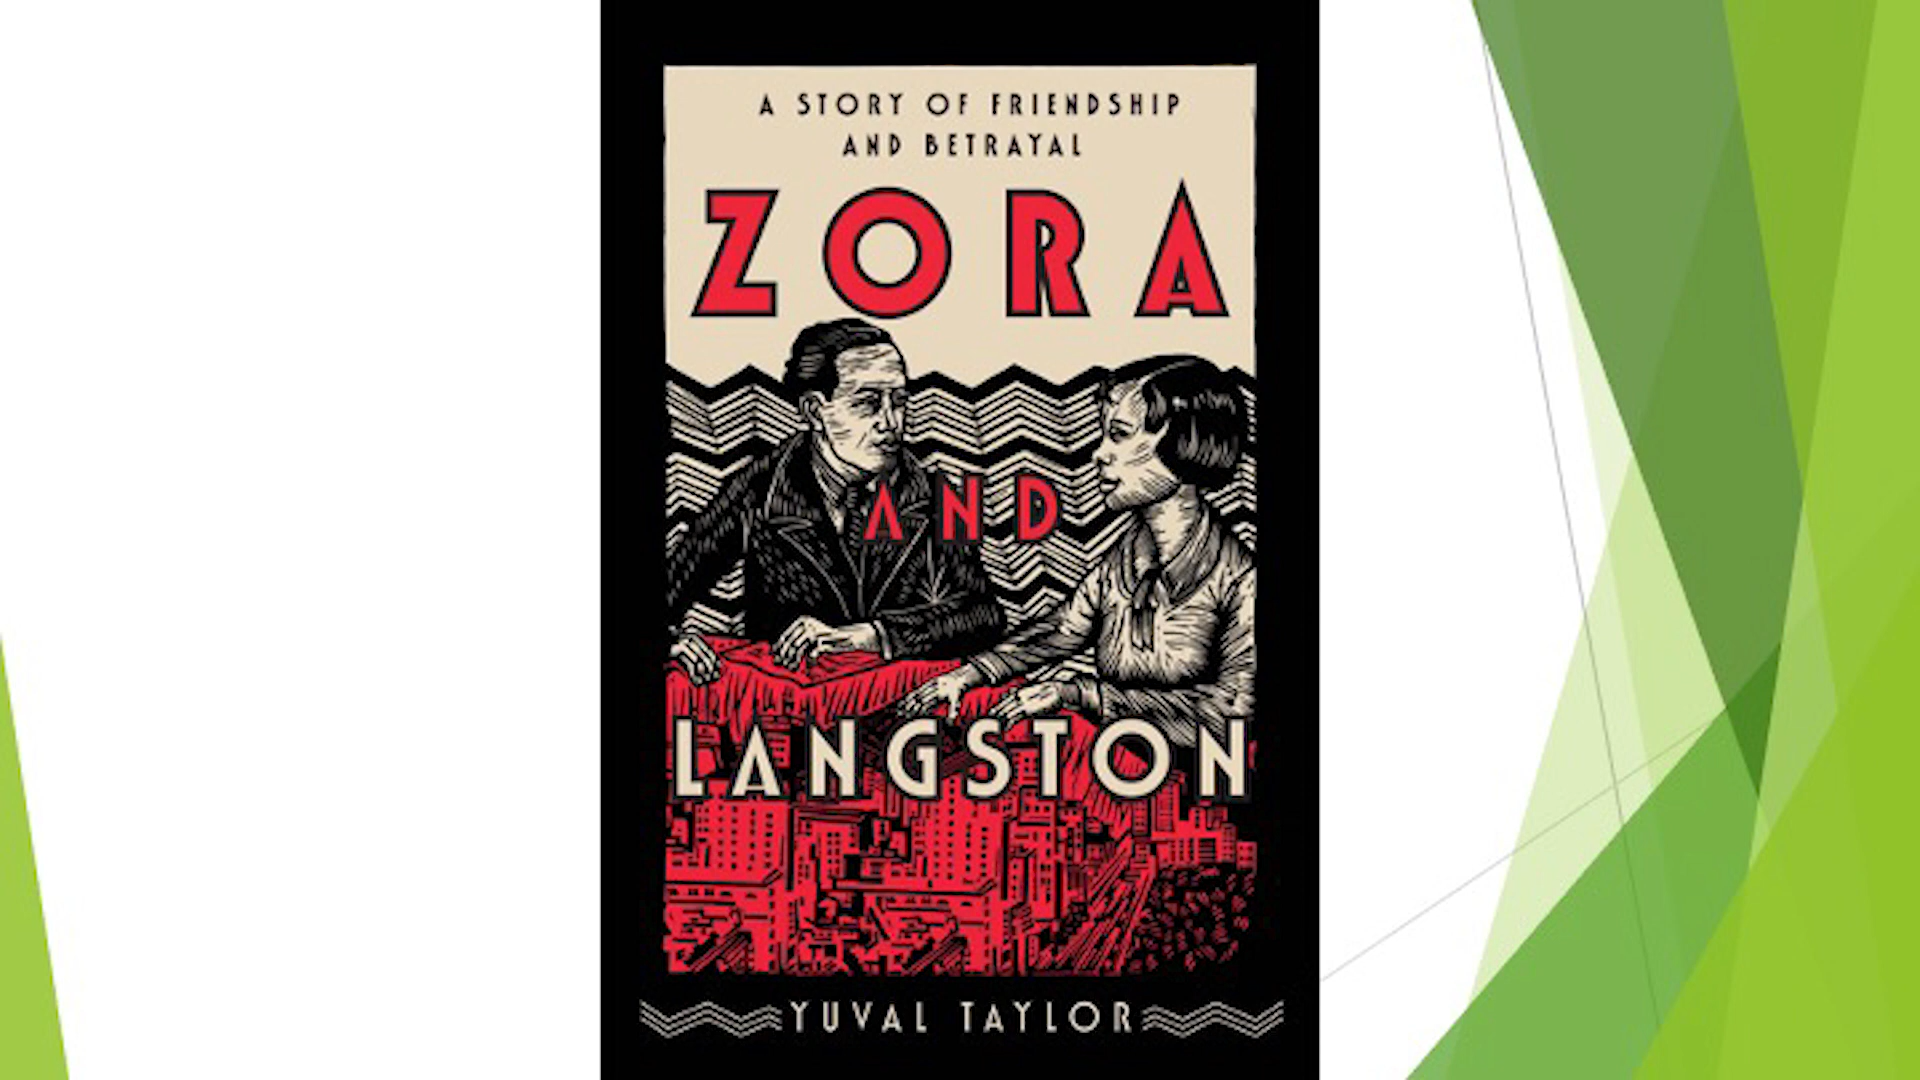 A STORY OF FRIENDSHIP
AND BETRAYAL
ZORA
AND
LANGSTON
YUVAL TAYLOR